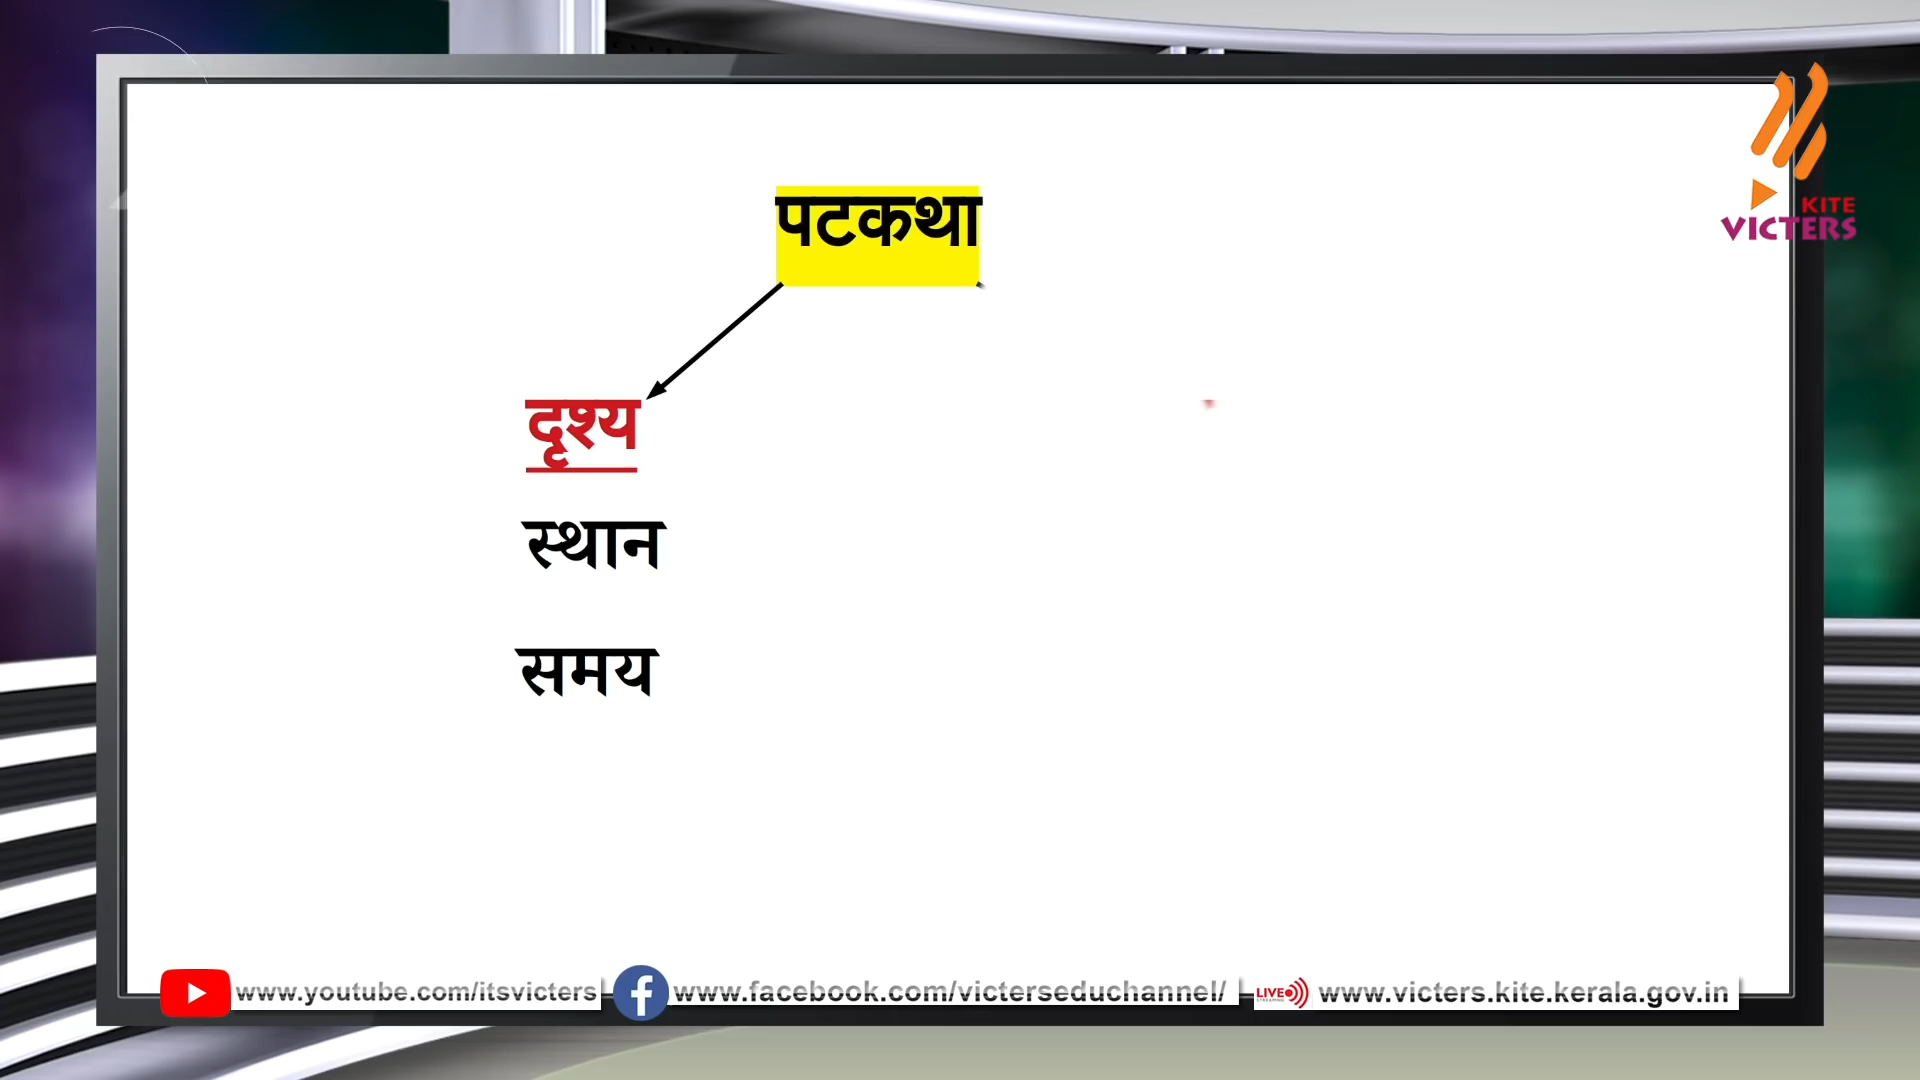 पटकथा
दृश्य
स्थान
समय
KITE
VICTERS
www.youtube.com/itsvicters
www.facebook.com/victerseduchannel/
LIVE
www.victers.kite.kerala.gov.in